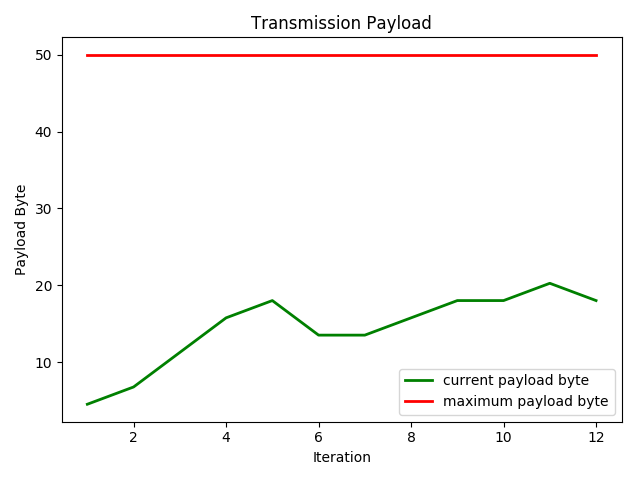 Transmission Payload
Payload Byte
50
40
30
20
10
2
4
6
8
10
12
Iteration
current payload byte
maximum payload byte